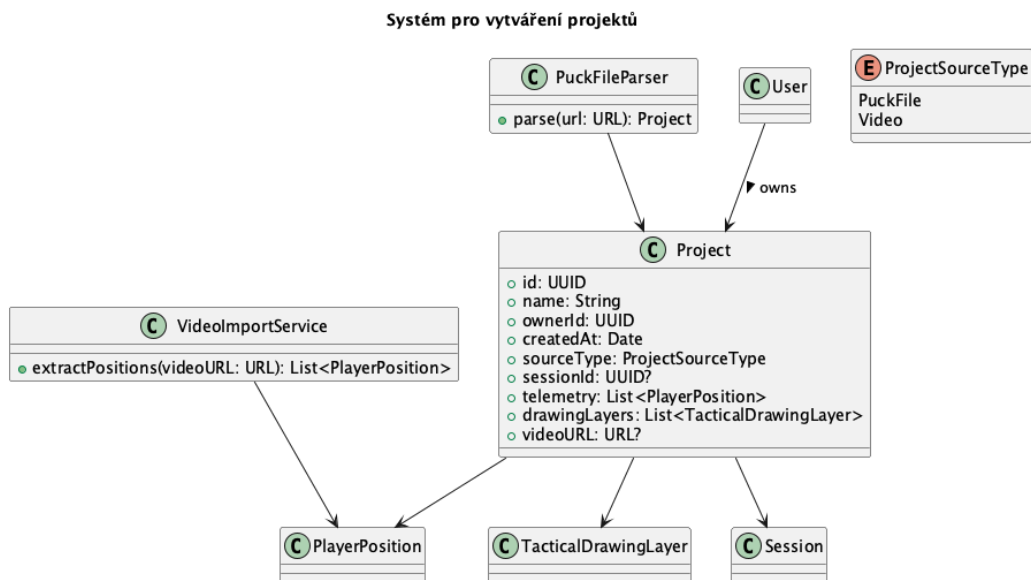 Systém pro vytváření projektů
C PuckFileParser
parse(url: URL): Project
C User
E ProjectSourceType
PuckFile
Video
owns
C Project
id: UUID
name: String
ownerId: UUID
createdAt: Date
sourceType: ProjectSourceType
sessionId: UUID?
telemetry: List<PlayerPosition>
drawingLayers: List<TacticalDrawingLayer>
videoURL: URL?
C VideoImportService
extractPositions(videoURL: URL): List<PlayerPosition>
C PlayerPosition
C TacticalDrawingLayer
C Session